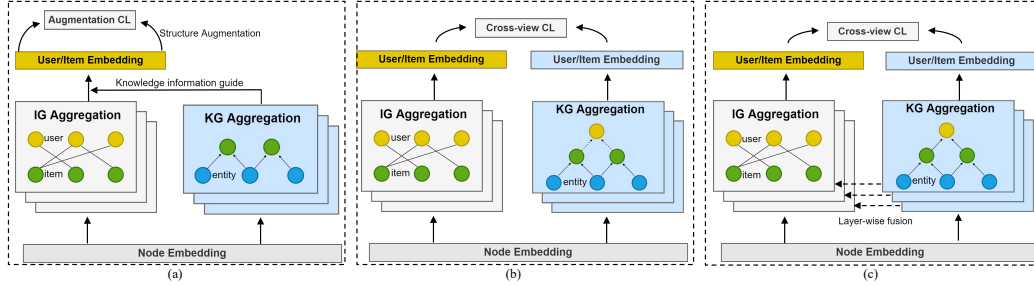 Augmentation CL
Structure Augmentation
User/Item Embedding
Knowledge information guide
IG Aggregation
user
item
KG Aggregation
entity
Node Embedding
(a)
Cross-view CL
User/Item Embedding
User/Item Embedding
IG Aggregation
user
item
KG Aggregation
entity
Node Embedding
(b)
Cross-view CL
User/Item Embedding
User/Item Embedding
IG Aggregation
user
item
KG Aggregation
entity
Layer-wise fusion
Node Embedding
(c)